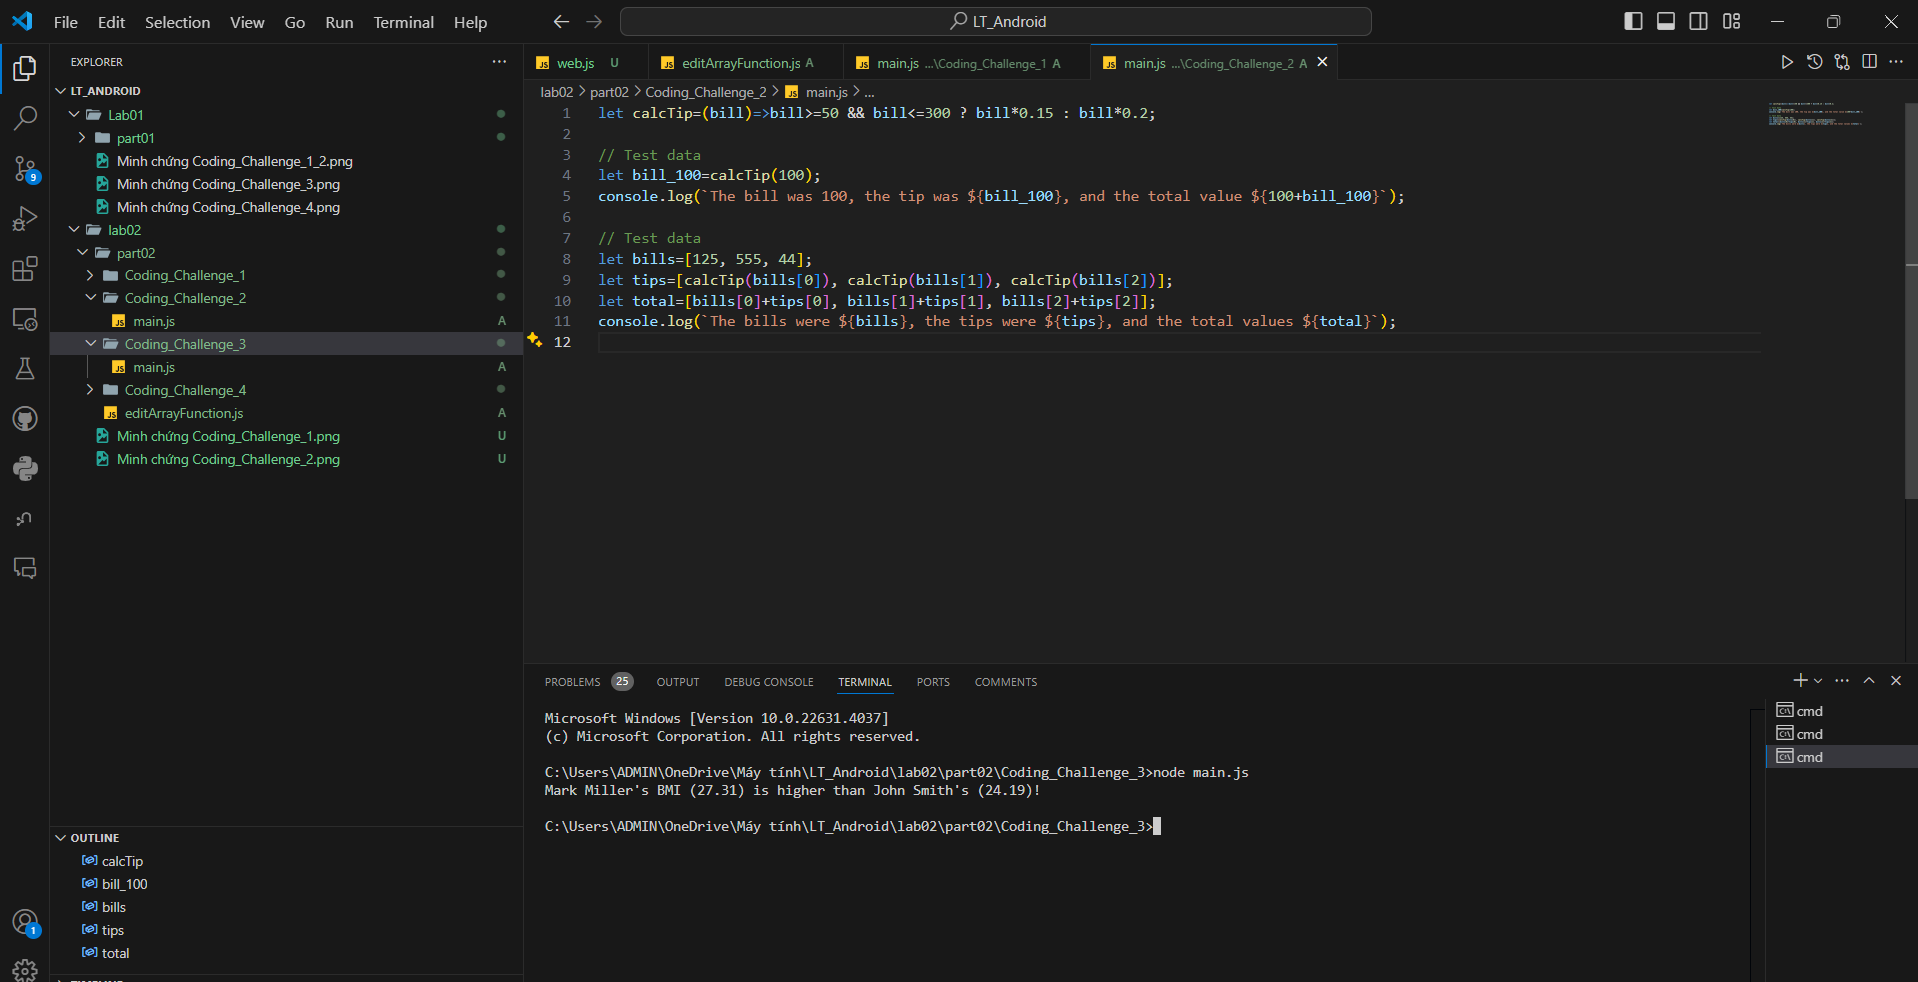 File Edit Selection View Go Run Terminal Help
LT_Android
EXPLORER
LT_ANDROID
Lab01
part01
Minh chứng Coding_Challenge_1_2.png
Minh chứng Coding_Challenge_3.png
Minh chứng Coding_Challenge_4.png
lab02
part02
Coding_Challenge_1
Coding_Challenge_2
main.js A
Coding_Challenge_3
main.js A
Coding_Challenge_4
editArrayFunction.js A
Minh chứng Coding_Challenge_1.png U
Minh chứng Coding_Challenge_2.png U
9
1
OUTLINE
calcTip
bill_100
bills
tips
total
JS web.js U JS editArrayFunction.js A JS main.js ...\Coding_Challenge_1 A JS main.js ...\Coding_Challenge_2 A
lab02 > part02 > Coding_Challenge_2 > JS main.js > ...
1 let calcTip=(bill)=>bill>=50 && bill<=300 ? bill*0.15 : bill*0.2;
2
3 // Test data
4 let bill_100=calcTip(100);
5 console.log(`The bill was 100, the tip was ${bill_100}, and the total value ${100+bill_100}`);
6
7 // Test data
8 let bills=[125, 555, 44];
9 let tips=[calcTip(bills[0]), calcTip(bills[1]), calcTip(bills[2])];
10 let total=[bills[0]+tips[0], bills[1]+tips[1], bills[2]+tips[2]];
11 console.log(`The bills were ${bills}, the tips were ${tips}, and the total values ${total}`);
12
PROBLEMS 25 OUTPUT DEBUG CONSOLE TERMINAL PORTS COMMENTS
Microsoft Windows [Version 10.0.22631.4037]
(c) Microsoft Corporation. All rights reserved.
C:\Users\ADMIN\OneDrive\Máy tính\LT_Android\lab02\part02\Coding_Challenge_3>node main.js
Mark Miller's BMI (27.31) is higher than John Smith's (24.19)!
C:\Users\ADMIN\OneDrive\Máy tính\LT_Android\lab02\part02\Coding_Challenge_3>
cmd
cmd
cmd